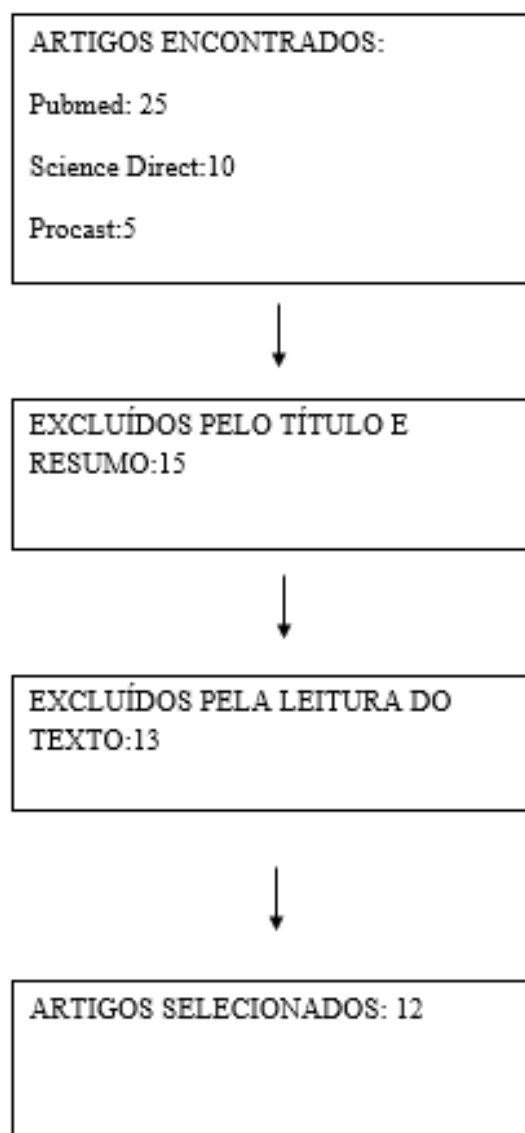 ARTIGOS ENCONTRADOS:
Pubmed: 25
Science Direct:10
Procast:5
EXCLUÍDOS PELO TÍTULO E
RESUMO:15
EXCLUÍDOS PELA LEITURA DO
TEXTO:13
ARTIGOS SELECIONADOS: 12